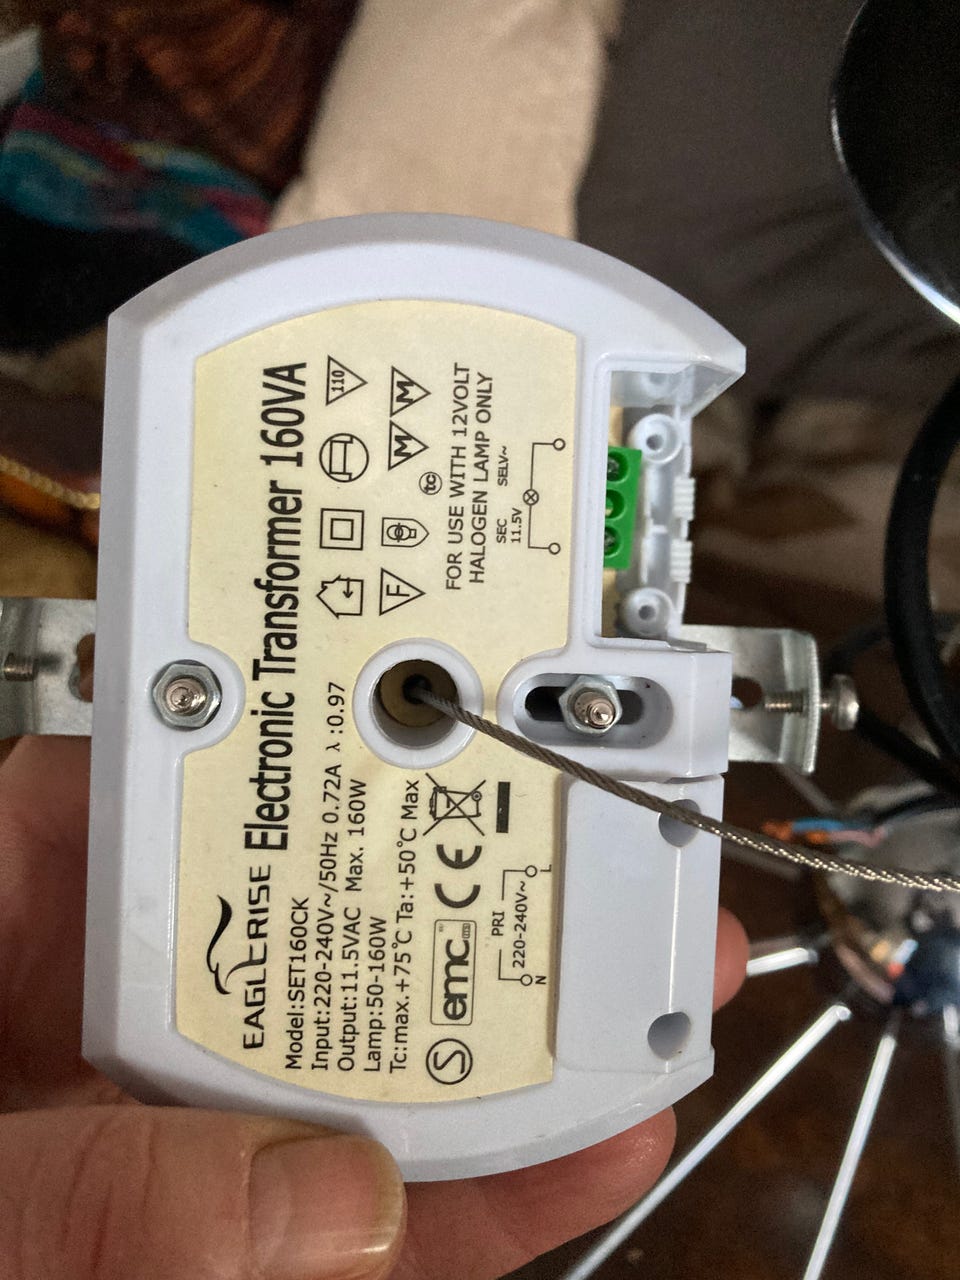 EAGLERISE Electronic Transformer 160VA
Model:SET160CK
Input:220-240V~/50Hz 0.72A λ:0.97
Output:11.5VAC Max. 160W
Lamp:50-160W
Tc:max.+75℃ Ta:+50℃ Max
110
M M
F
tc
S
emc
CE
FOR USE WITH 12VOLT
HALOGEN LAMP ONLY
PRI
220-240V~
N
L
SEC
11.5V
SELV~